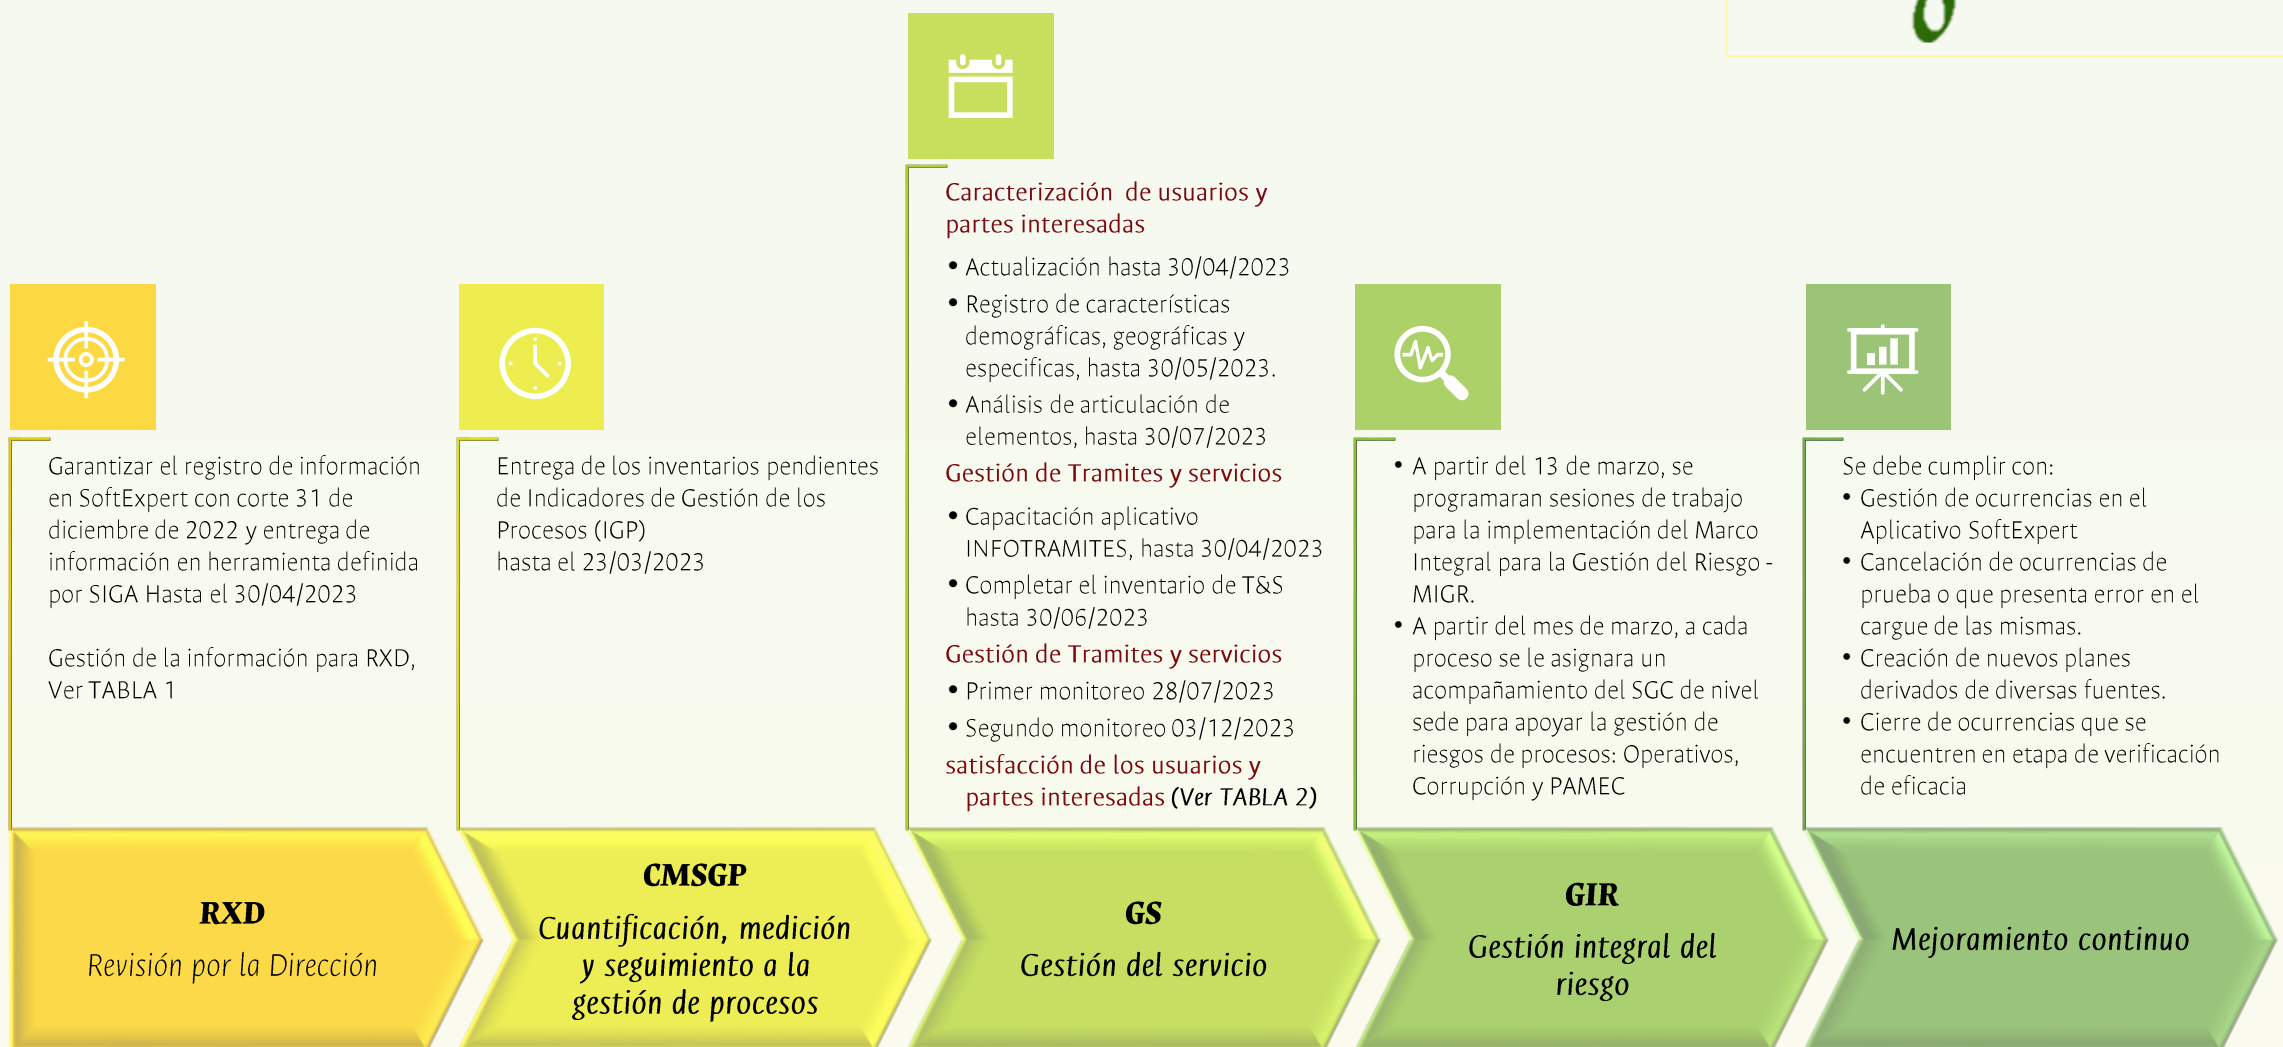 Garantizar el registro de información
en SoftExpert con corte 31 de
diciembre de 2022 y entrega de
información en herramienta definida
por SIGA Hasta el 30/04/2023
Gestión de la información para RXD,
Ver TABLA 1
RXD
Revisión por la Dirección
Entrega de los inventarios pendientes
de Indicadores de Gestión de los
Procesos (IGP)
hasta el 23/03/2023
CMSGP
Cuantificación, medición
y seguimiento a la
gestión de procesos
Caracterización de usuarios y
partes interesadas
• Actualización hasta 30/04/2023
• Registro de características
demográficas, geográficas y
especificas, hasta 30/05/2023.
• Análisis de articulación de
elementos, hasta 30/07/2023
Gestión de Tramites y servicios
• Capacitación aplicativo
INFOTRAMITES, hasta 30/04/2023
• Completar el inventario de T&S
hasta 30/06/2023
Gestión de Tramites y servicios
• Primer monitoreo 28/07/2023
• Segundo monitoreo 03/12/2023
satisfacción de los usuarios y
partes interesadas (Ver TABLA 2)
GS
Gestión del servicio
• A partir del 13 de marzo, se
programaran sesiones de trabajo
para la implementación del Marco
Integral para la Gestión del Riesgo -
MIGR.
• A partir del mes de marzo, a cada
proceso se le asignara un
acompañamiento del SGC de nivel
sede para apoyar la gestión de
riesgos de procesos: Operativos,
Corrupción y PAMEC
GIR
Gestión integral del
riesgo
Se debe cumplir con:
• Gestión de ocurrencias en el
Aplicativo SoftExpert
• Cancelación de ocurrencias de
prueba o que presenta error en el
cargue de las mismas.
• Creación de nuevos planes
derivados de diversas fuentes.
• Cierre de ocurrencias que se
encuentren en etapa de verificación
de eficacia
Mejoramiento continuo